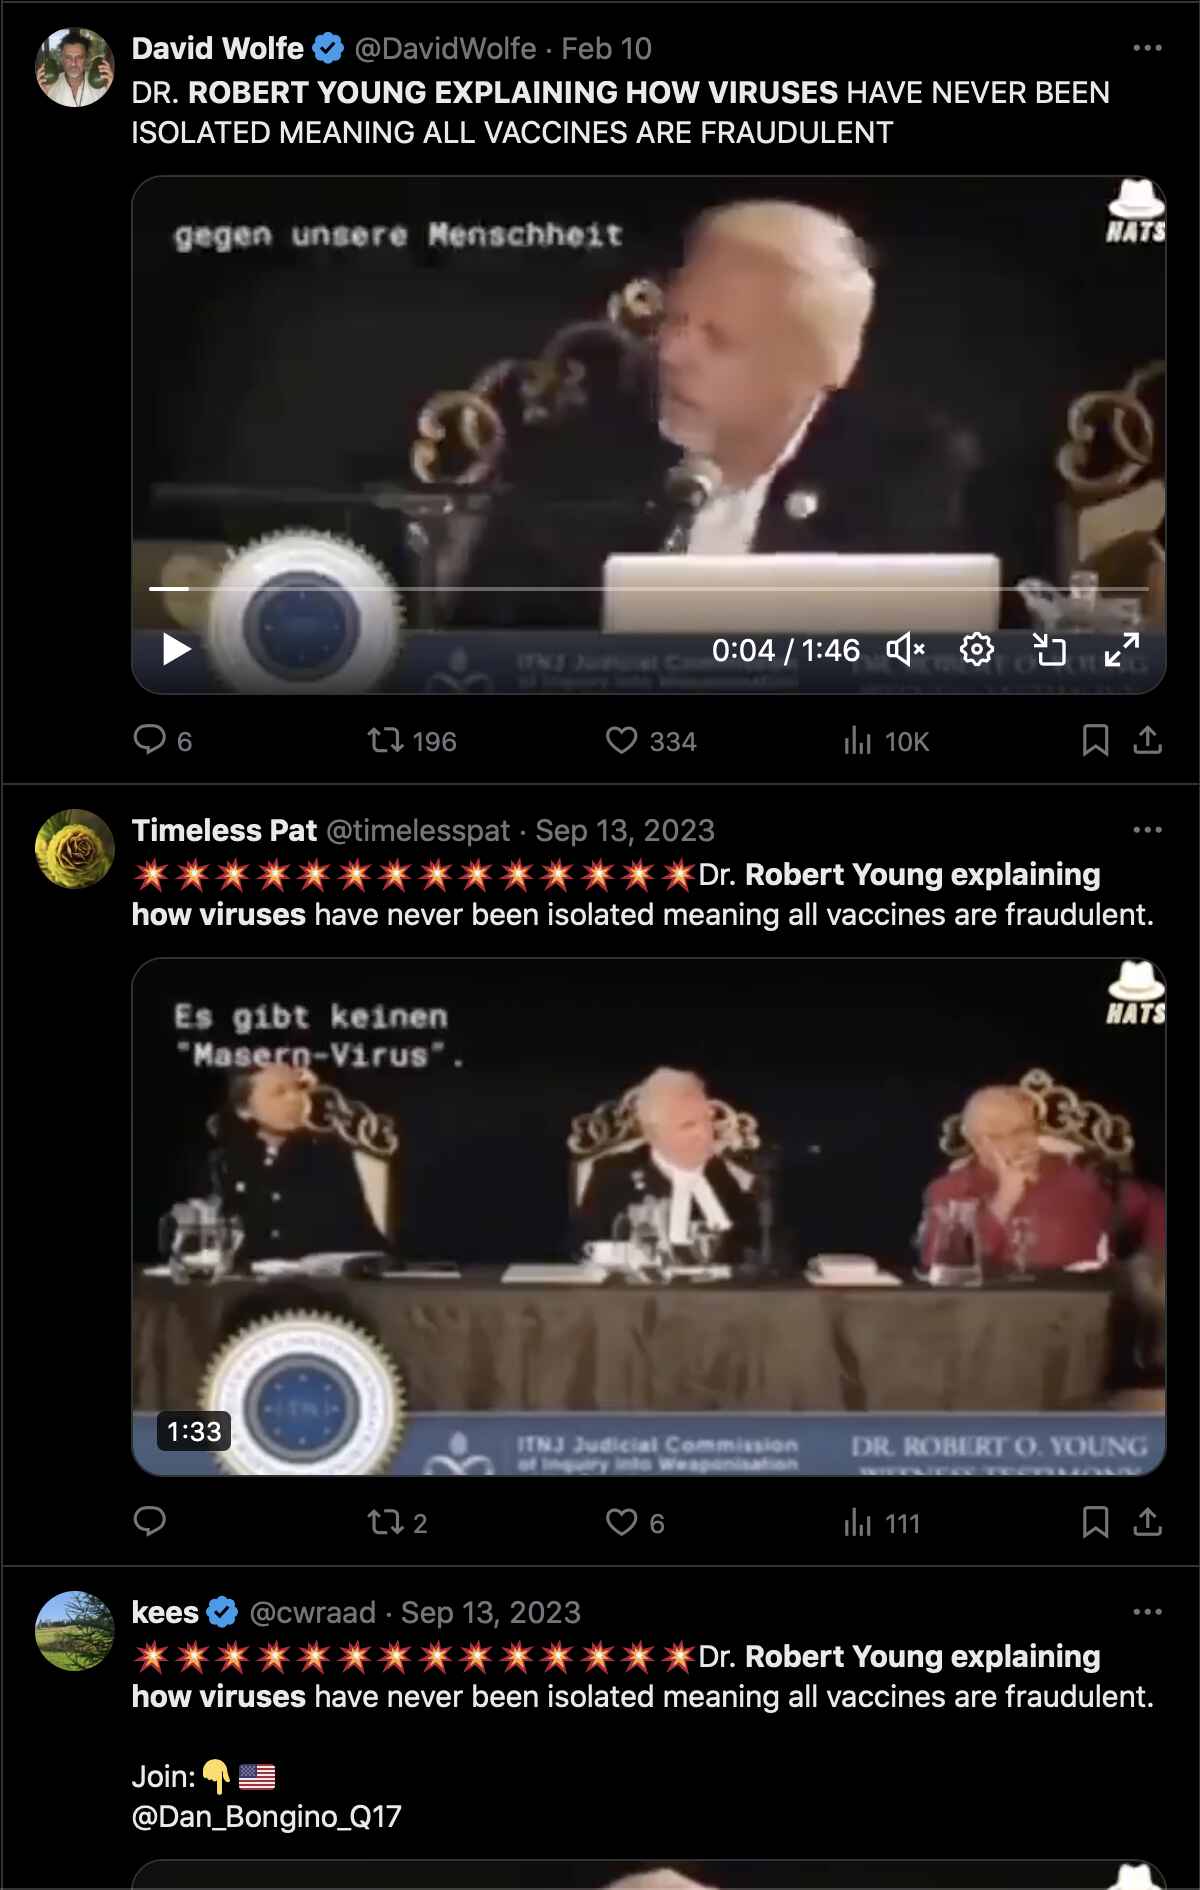 David Wolfe @DavidWolfe · Feb 10
DR. ROBERT YOUNG EXPLAINING HOW VIRUSES HAVE NEVER BEEN
ISOLATED MEANING ALL VACCINES ARE FRAUDULENT
gegen unsere Menschheit
HATS
0:04 / 1:46
6 196 334 10K
Timeless Pat @timelesspat · Sep 13, 2023
💥💥💥💥💥💥💥💥💥💥💥💥💥💥Dr. Robert Young explaining
how viruses have never been isolated meaning all vaccines are fraudulent.
Es gibt keinen
"Masern-Virus".
HATS
1:33
ITNJ Judicial Commission
of Inquiry into Weaponisation
DR. ROBERT O. YOUNG
WITNESS TESTIMONY
2 6 111
kees @cwraad · Sep 13, 2023
💥💥💥💥💥💥💥💥💥💥💥💥💥💥Dr. Robert Young explaining
how viruses have never been isolated meaning all vaccines are fraudulent.
Join:👇🇺🇸
@Dan_Bongino_Q17